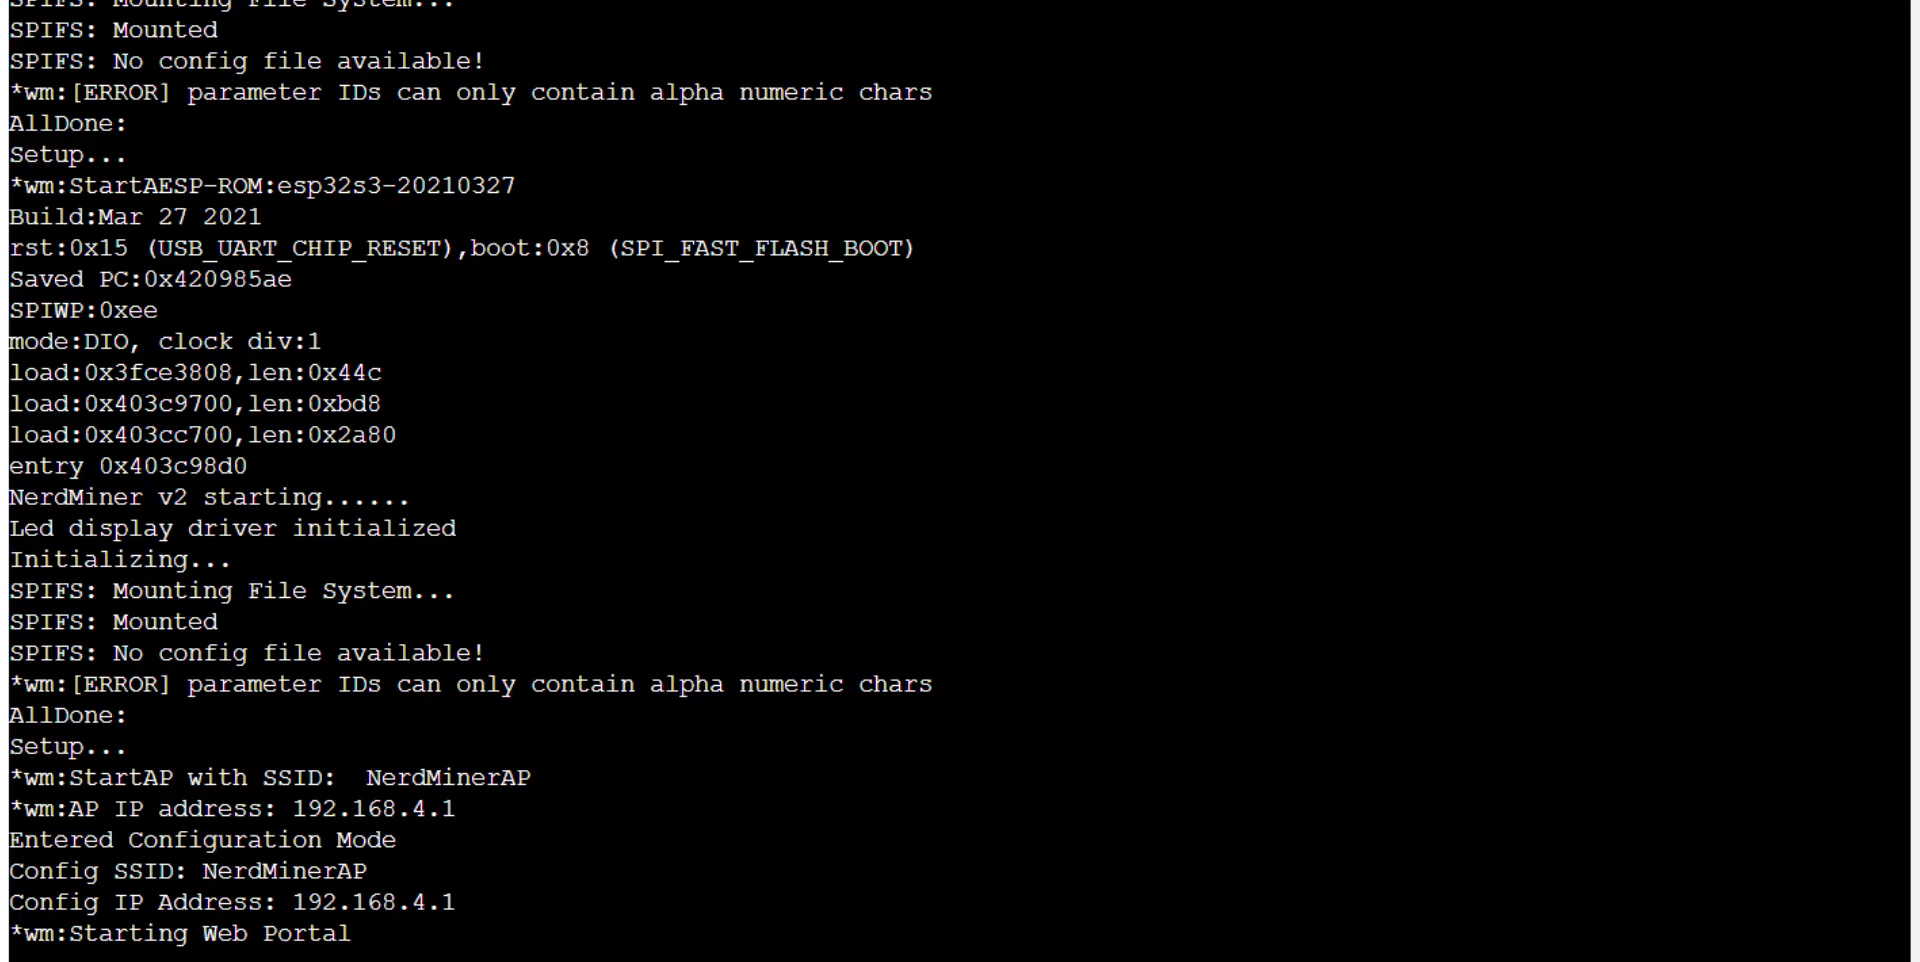 SPIFS: Mounting File System...
SPIFS: Mounted
SPIFS: No config file available!
*wm:[ERROR] parameter IDs can only contain alpha numeric chars
AllDone:
Setup...
*wm:StartAESP-ROM:esp32s3-20210327
Build:Mar 27 2021
rst:0x15 (USB_UART_CHIP_RESET),boot:0x8 (SPI_FAST_FLASH_BOOT)
Saved PC:0x420985ae
SPIWP:0xee
mode:DIO, clock div:1
load:0x3fce3808,len:0x44c
load:0x403c9700,len:0xbd8
load:0x403cc700,len:0x2a80
entry 0x403c98d0
NerdMiner v2 starting......
Led display driver initialized
Initializing...
SPIFS: Mounting File System...
SPIFS: Mounted
SPIFS: No config file available!
*wm:[ERROR] parameter IDs can only contain alpha numeric chars
AllDone:
Setup...
*wm:StartAP with SSID:  NerdMinerAP
*wm:AP IP address: 192.168.4.1
Entered Configuration Mode
Config SSID: NerdMinerAP
Config IP Address: 192.168.4.1
*wm:Starting Web Portal